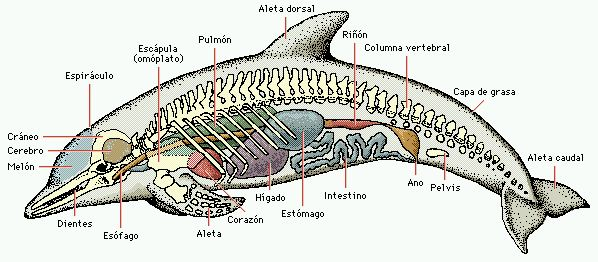 Aleta dorsal
Pulmón
Riñón
Escápula
(omóplato)
Columna vertebral
Espiráculo
Capa de grasa
Cráneo
Cerebro
Melón
Aleta caudal
Ano
Pelvis
Hígado
Intestino
Dientes
Corazón
Estómago
Esófago
Aleta